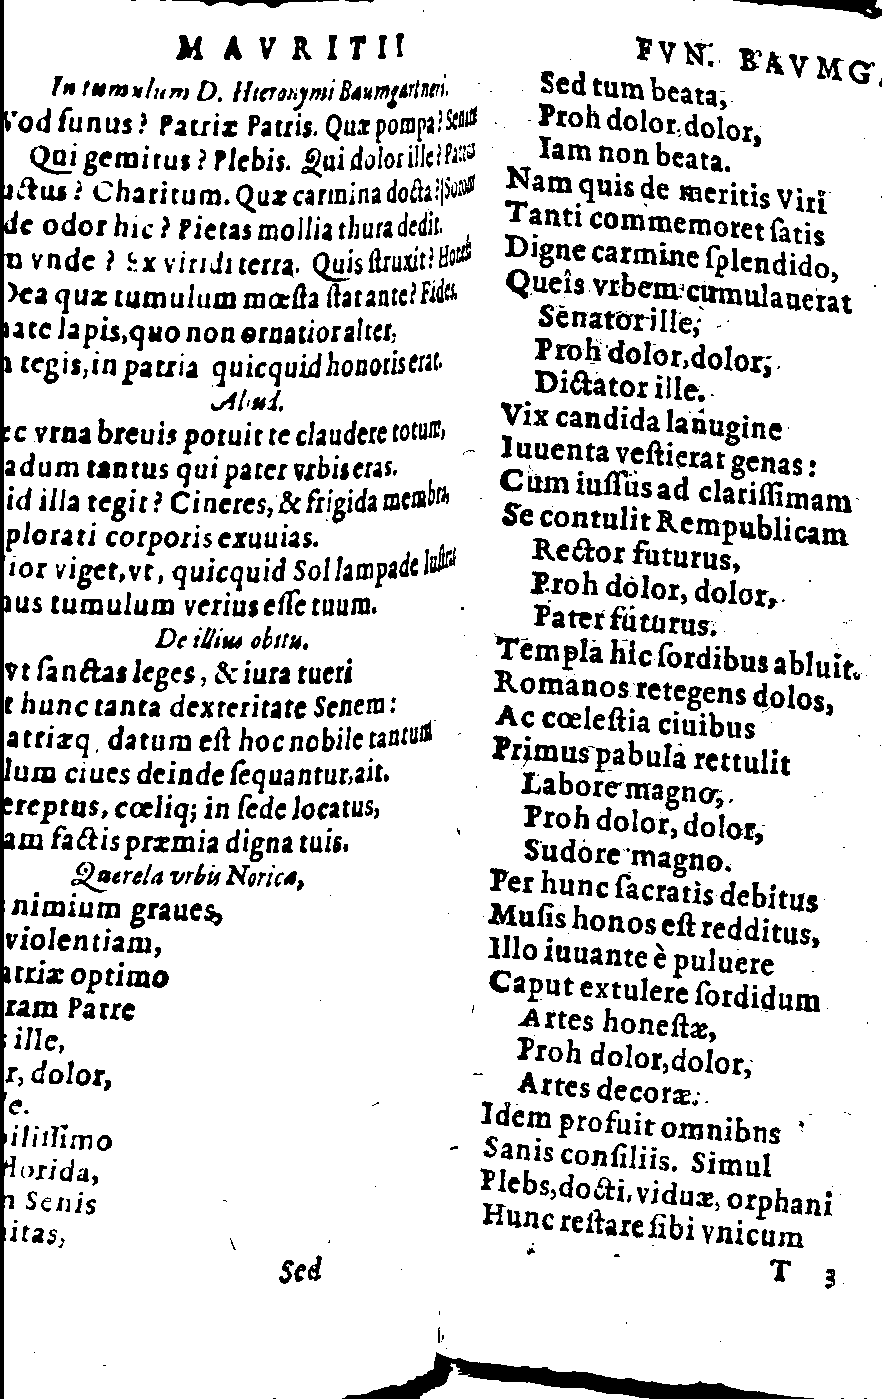 MAVRITII
In tumulum D. Hieronymi Baumgartneri.
Vod funus? Patriæ Patris. Quæ pompa? Senatus
Qui gemitus? Plebis. Qui dolor ille? Patris
uctus? Charitum. Quæ carmina docta?
de odor hic? Pietas mollia thura dedit.
m vnde? Ex viridi terra. Quis ſtruxit? Honos
Dea quæ tumulum mœſta ſtat ante? Fides.
nate lapis, quo non ornatior alter,
tegis, in patria quicquid honoris erat.
Aliud.
ec vrna breuis potuit te claudere totum,
adum tantus qui pater vrbis eras.
id illa tegit? Cineres, & frigida membra,
plorati corporis exuuias.
ior viget, vt, quicquid Sol lampade luſtrat
nus tumulum verius eſſe tuum.
De illius obitu.
vt ſanctas leges, & iura tueri
t hunc tanta dexteritate Senem:
atriæq, datum eſt hoc nobile tantum
lum ciues deinde ſequantur, ait.
ereptus, cœliq; in ſede locatus,
am factis præmia digna tuis.
Querela vrbis Norica,
nimium graues,
violentiam,
atriæ optimo
ram Patre
ille,
r, dolor,
e.
iliſſimo
florida,
n Senis
itas,
Sed
FVN. BAVMG.
Sed tum beata,
Proh dolor, dolor,
Iam non beata.
Nam quis de meritis Viri
Tanti commemoret ſatis
Digne carmine ſplendido,
Queîs vrbem cumulauerat
Senator ille,
Proh dolor, dolor,
Dictator ille.
Vix candida lanugine
Iuuenta veſtierat genas:
Cum iuſſus ad clariſſimam
Se contulit Rempublicam
Rector futurus,
Proh dolor, dolor,
Pater futurus.
Templa hic ſordibus abluit.
Romanos retegens dolos,
Ac cœleſtia ciuibus
Primus pabula rettulit
Labore magno,
Proh dolor, dolor,
Sudore magno.
Per hunc ſacratis debitus
Muſis honos eſt redditus,
Illo iuuante è puluere
Caput extulere ſordidum
Artes honeſtæ,
Proh dolor, dolor,
Artes decoræ.
Idem profuit omnibns
Sanis conſiliis. Simul
Plebs, docti, viduæ, orphani
Hunc reſtare ſibi vnicum
T 3